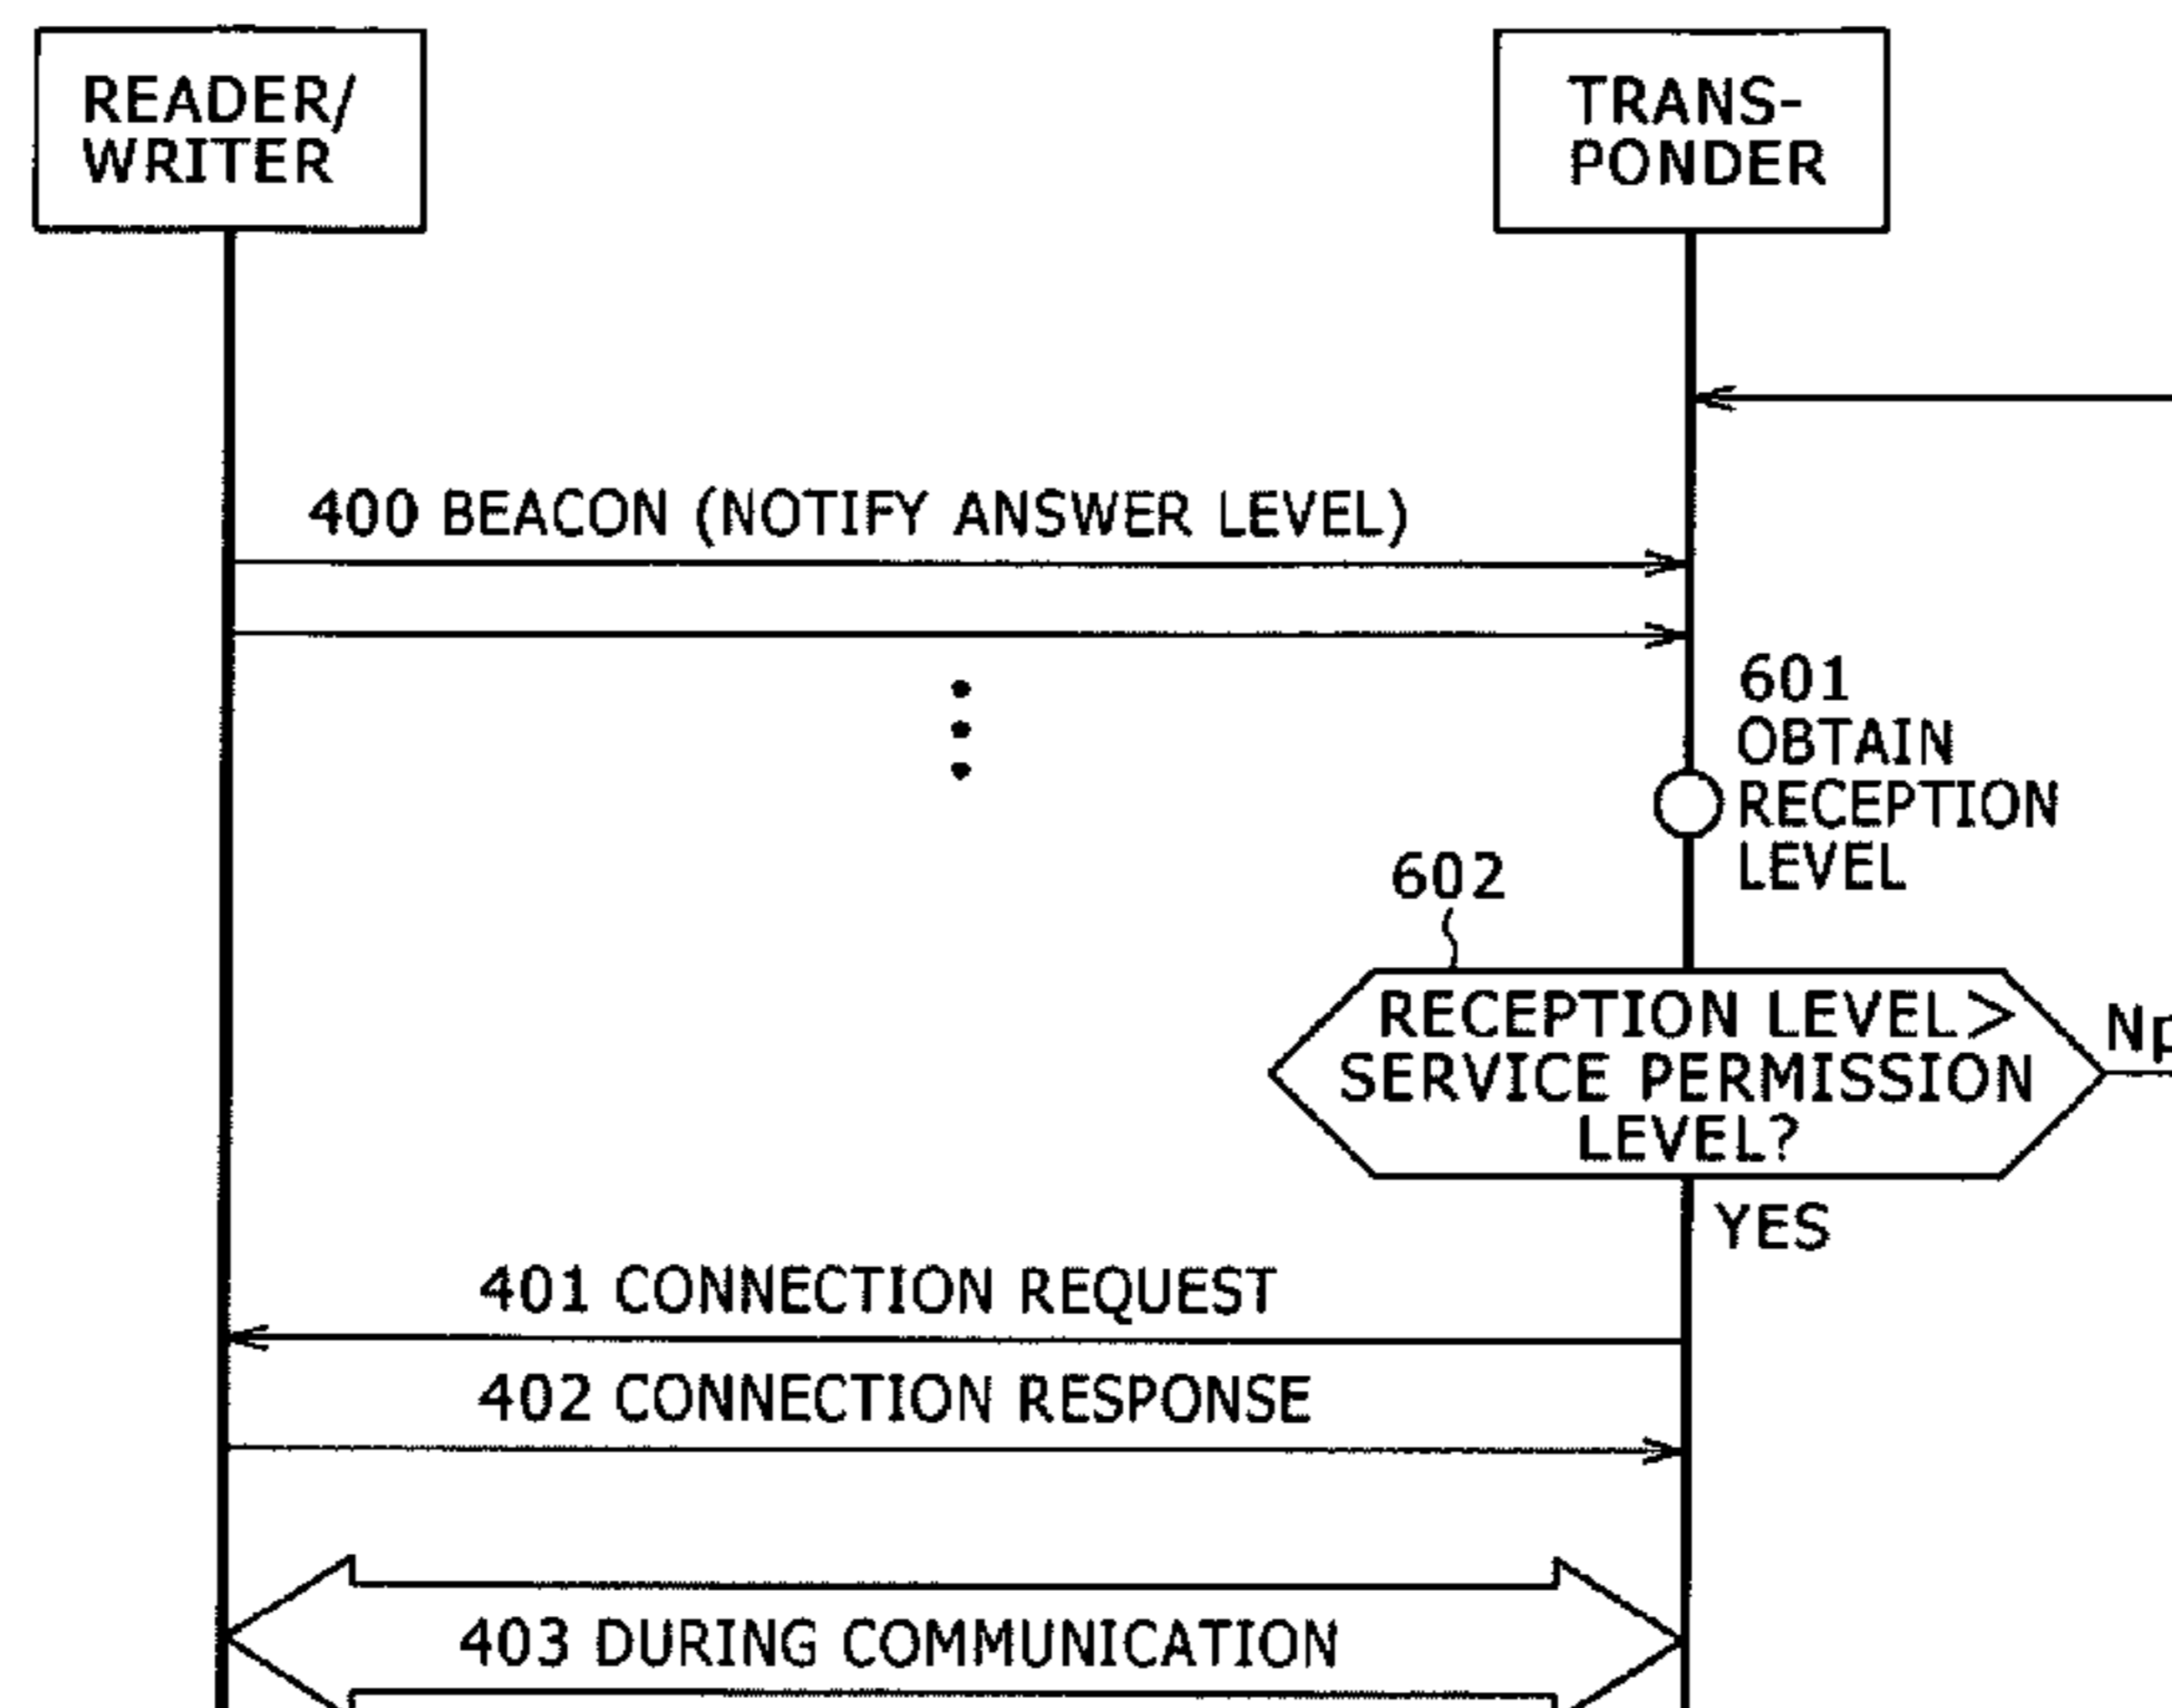 READER/
WRITER
TRANS-
PONDER
400 BEACON (NOTIFY ANSWER LEVEL)
601
OBTAIN
RECEPTION
LEVEL
602
RECEPTION LEVEL>
SERVICE PERMISSION
LEVEL?
YES
401 CONNECTION REQUEST
402 CONNECTION RESPONSE
403 DURING COMMUNICATION